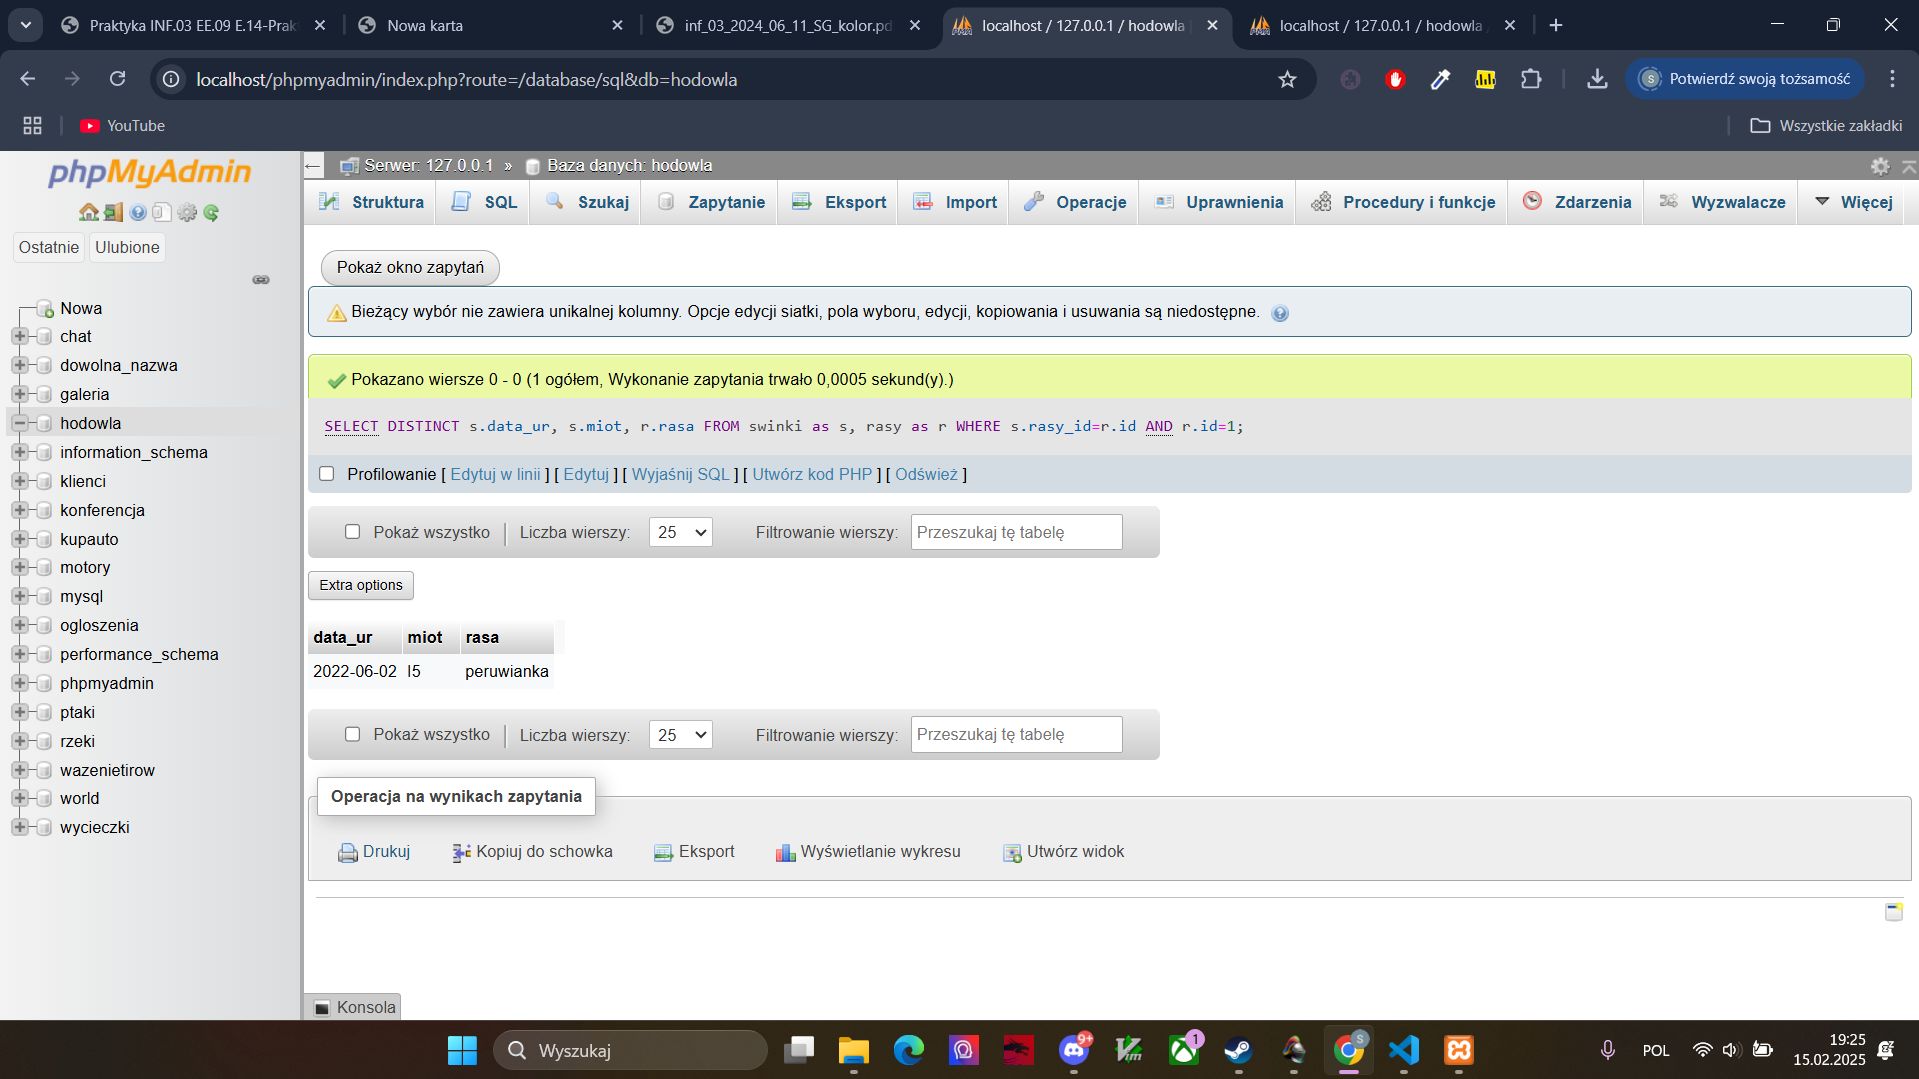 Praktyka INF.03 EE.09 E.14-Prak
Nowa karta
inf_03_2024_06_11_SG_kolor.pd
localhost / 127.0.0.1 / hodowla
localhost / 127.0.0.1 / hodowla
localhost/phpmyadmin/index.php?route=/database/sql&db=hodowla
S
Potwierdź swoją tożsamość
YouTube
Wszystkie zakładki
phpMyAdmin
Ostatnie
Ulubione
Nowa
chat
dowolna_nazwa
galeria
hodowla
information_schema
klienci
konferencja
kupauto
motory
mysql
ogloszenia
performance_schema
phpmyadmin
ptaki
rzeki
wazenietirow
world
wycieczki
Serwer: 127.0.0.1 » Baza danych: hodowla
Struktura SQL Szukaj Zapytanie Eksport Import Operacje Uprawnienia Procedury i funkcje Zdarzenia Wyzwalacze Więcej
Pokaż okno zapytań
Bieżący wybór nie zawiera unikalnej kolumny. Opcje edycji siatki, pola wyboru, edycji, kopiowania i usuwania są niedostępne.
Pokazano wiersze 0 - 0 (1 ogółem, Wykonanie zapytania trwało 0,0005 sekund(y).)
SELECT DISTINCT s.data_ur, s.miot, r.rasa FROM swinki as s, rasy as r WHERE s.rasy_id=r.id AND r.id=1;
Profilowanie [ Edytuj w linii ] [ Edytuj ] [ Wyjaśnij SQL ] [ Utwórz kod PHP ] [ Odśwież ]
Pokaż wszystko Liczba wierszy: 25 Filtrowanie wierszy: Przeszukaj tę tabelę
Extra options
data_ur miot rasa
2022-06-02 I5 peruwianka
Pokaż wszystko Liczba wierszy: 25 Filtrowanie wierszy: Przeszukaj tę tabelę
Operacja na wynikach zapytania
Drukuj Kopiuj do schowka Eksport Wyświetlanie wykresu Utwórz widok
Konsola
Wyszukaj
9+
1
S
POL
19:25
15.02.2025